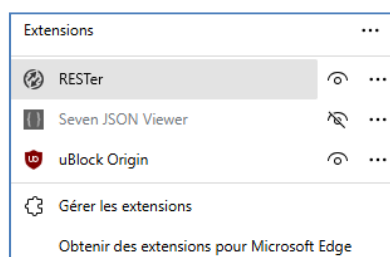 Extensions
RESTer
Seven JSON Viewer
uBlock Origin
Gérer les extensions
Obtenir des extensions pour Microsoft Edge